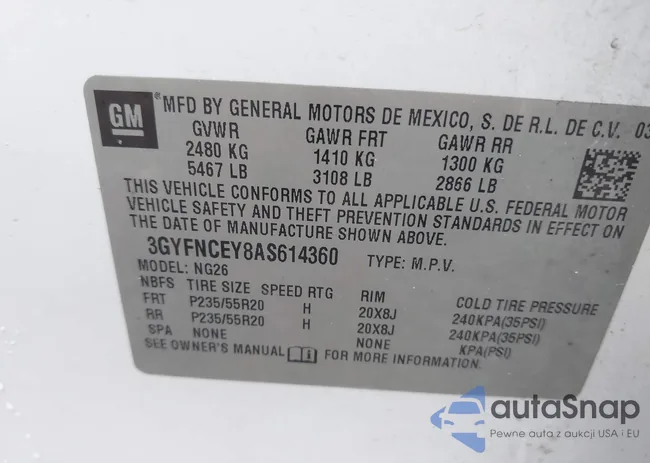 GM
MFD BY GENERAL MOTORS DE MEXICO, S. DE R.L. DE C.V. 03
GVWR GAWR FRT GAWR RR
2480 KG 1410 KG 1300 KG
5467 LB 3108 LB 2866 LB
THIS VEHICLE CONFORMS TO ALL APPLICABLE U.S. FEDERAL MOTOR
VEHICLE SAFETY AND THEFT PREVENTION STANDARDS IN EFFECT ON
THE DATE OF MANUFACTURE SHOWN ABOVE.
3GYFNCEY8AS614360 TYPE: M.P.V.
MODEL: NG26
NBFS TIRE SIZE SPEED RTG RIM COLD TIRE PRESSURE
FRT P235/55R20 H 20X8J 240KPA(35PSI)
RR P235/55R20 H 20X8J 240KPA(35PSI)
SPA NONE NONE KPA(PSI)
SEE OWNER'S MANUAL FOR MORE INFORMATION.
autaSnap
Pewne auta z aukcji USA i EU